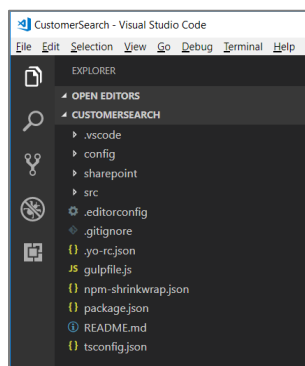 CustomerSearch - Visual Studio Code
File Edit Selection View Go Debug Terminal Help
EXPLORER
OPEN EDITORS
CUSTOMERSEARCH
.vscode
config
sharepoint
src
.editorconfig
.gitignore
{} .yo-rc.json
JS gulpfile.js
{} npm-shrinkwrap.json
{} package.json
README.md
{} tsconfig.json